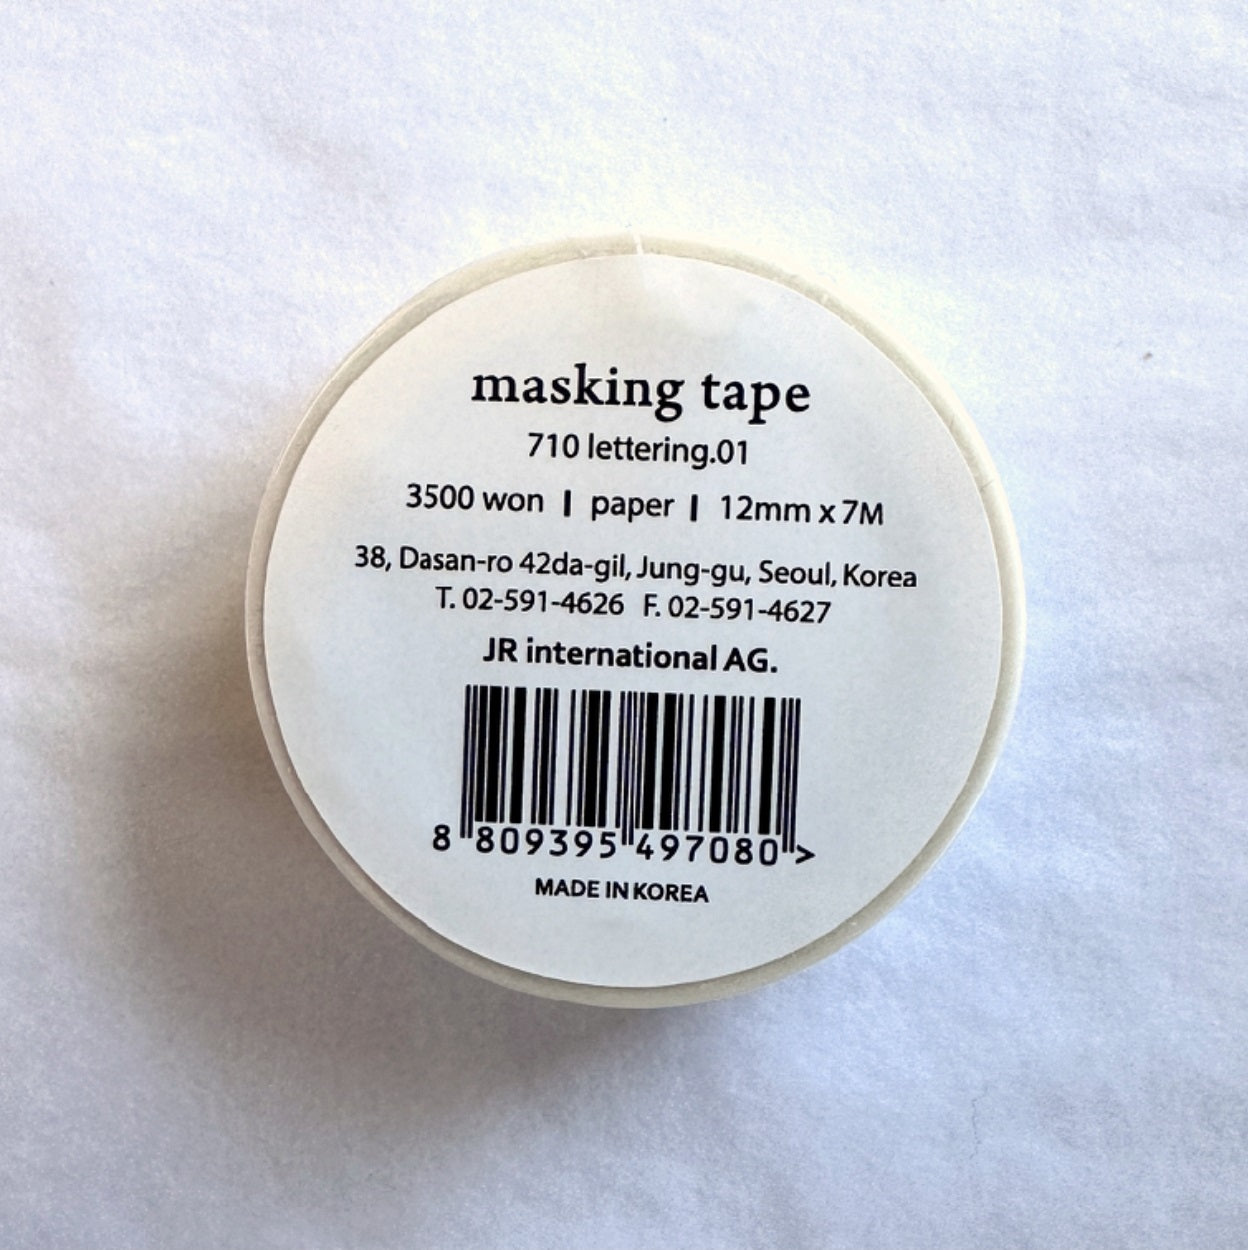 masking tape
710 lettering.01
3500 won | paper | 12mm x 7M
38, Dasan-ro 42da-gil, Jung-gu, Seoul, Korea
T. 02-591-4626 F. 02-591-4627
JR international AG.
8 809395 497080 >
MADE IN KOREA